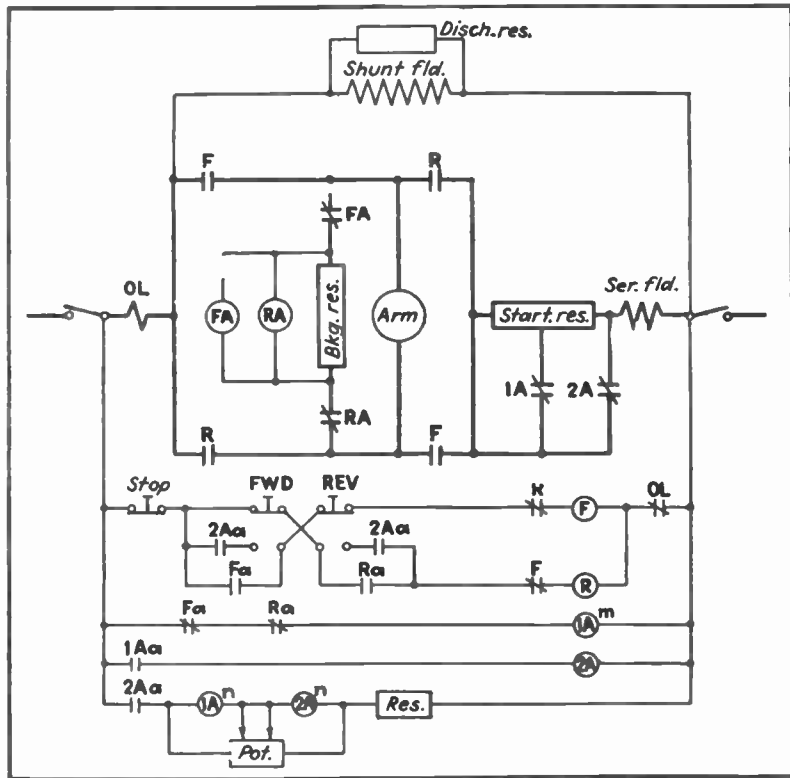 Disch. res.
Shunt fld.
F
R
FA
OL
FA
RA
Bkg. res.
Arm
Start. res.
Ser. fld.
1A
2A
RA
R
F
Stop
FWD
REV
R
F
OL
2Aa
2Aa
Fa
Ra
F
R
Fa
Ra
1A m
1Aa
2A
2Aa
1A n
2A n
Res.
Pot.